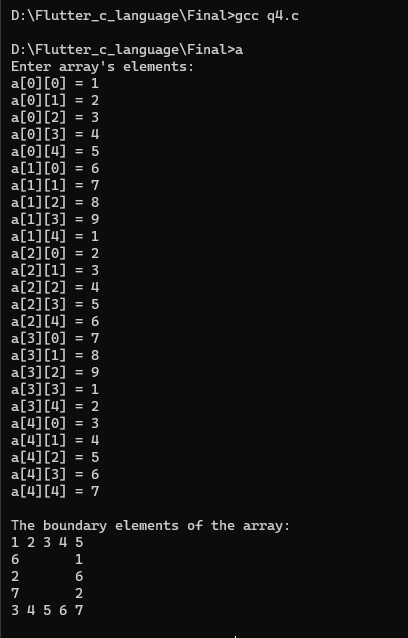 D:\Flutter_c_language\Final>gcc q4.c
D:\Flutter_c_language\Final>a
Enter array's elements:
a[0][0] = 1
a[0][1] = 2
a[0][2] = 3
a[0][3] = 4
a[0][4] = 5
a[1][0] = 6
a[1][1] = 7
a[1][2] = 8
a[1][3] = 9
a[1][4] = 1
a[2][0] = 2
a[2][1] = 3
a[2][2] = 4
a[2][3] = 5
a[2][4] = 6
a[3][0] = 7
a[3][1] = 8
a[3][2] = 9
a[3][3] = 1
a[3][4] = 2
a[4][0] = 3
a[4][1] = 4
a[4][2] = 5
a[4][3] = 6
a[4][4] = 7
The boundary elements of the array:
1 2 3 4 5
6       1
2       6
7       2
3 4 5 6 7